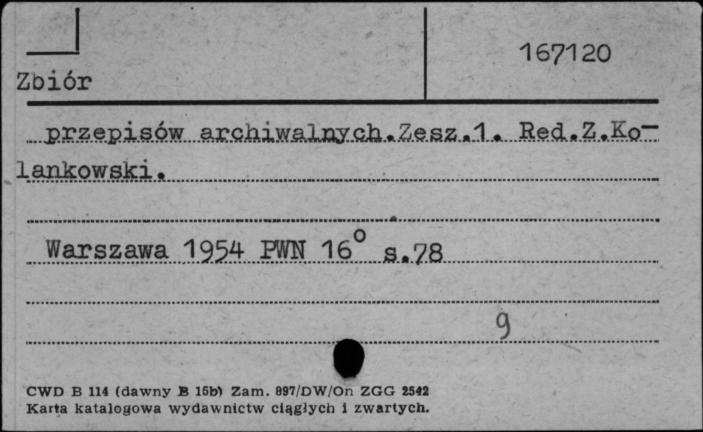 167120
Zbiór
przepisów archiwalnych.Zesz.1. Red.Z.Ko-
lankowski.
Warszawa 1954 PWN 16° s.78
9
CWD B 114 (dawny B 15b) Zam. 897/DW/On ZGG 2542
Karta katalogowa wydawnictw ciągłych i zwartych.